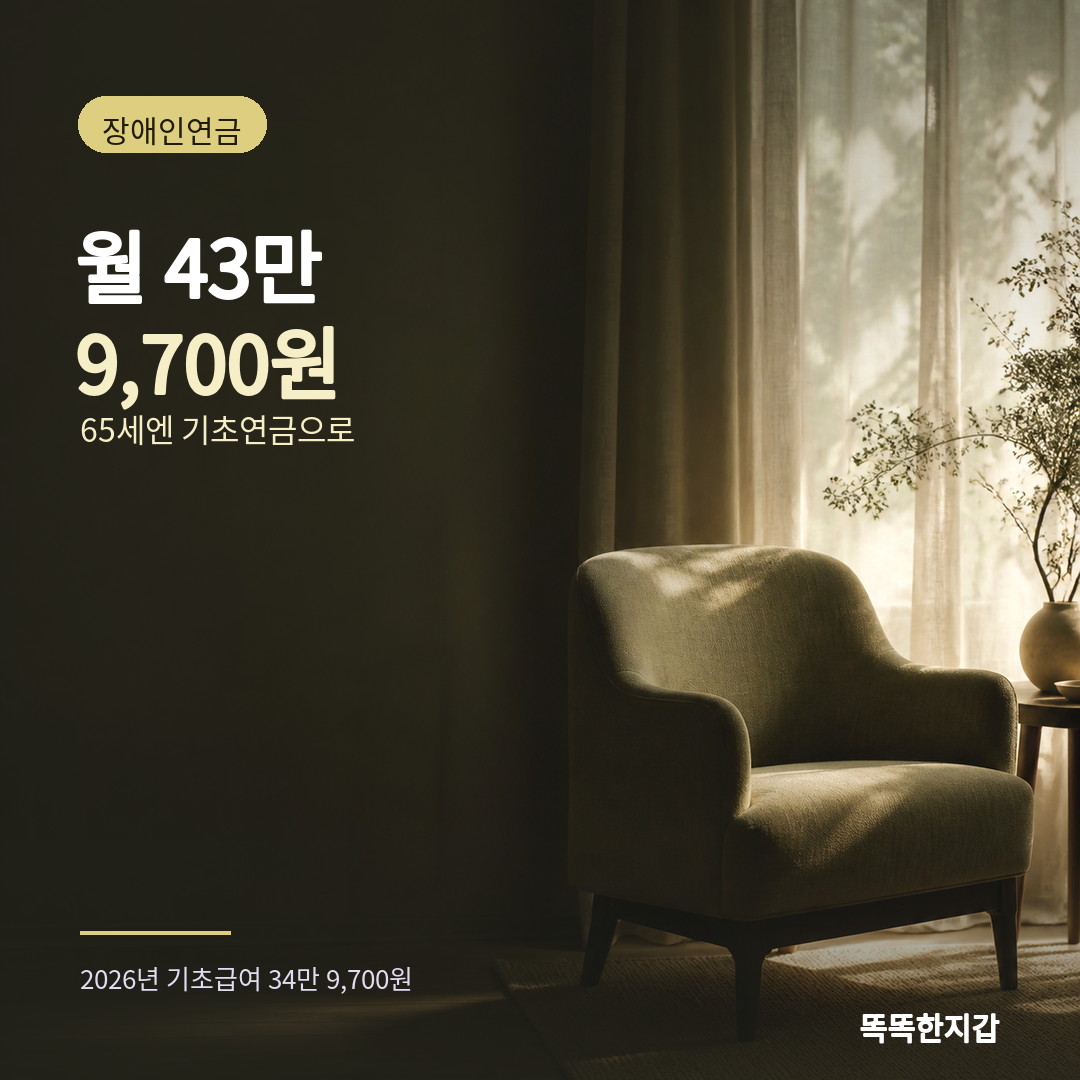 장애인연금
월 43만
9,700원
65세엔 기초연금으로
2026년 기초급여 34만 9,700원
똑똑한지갑